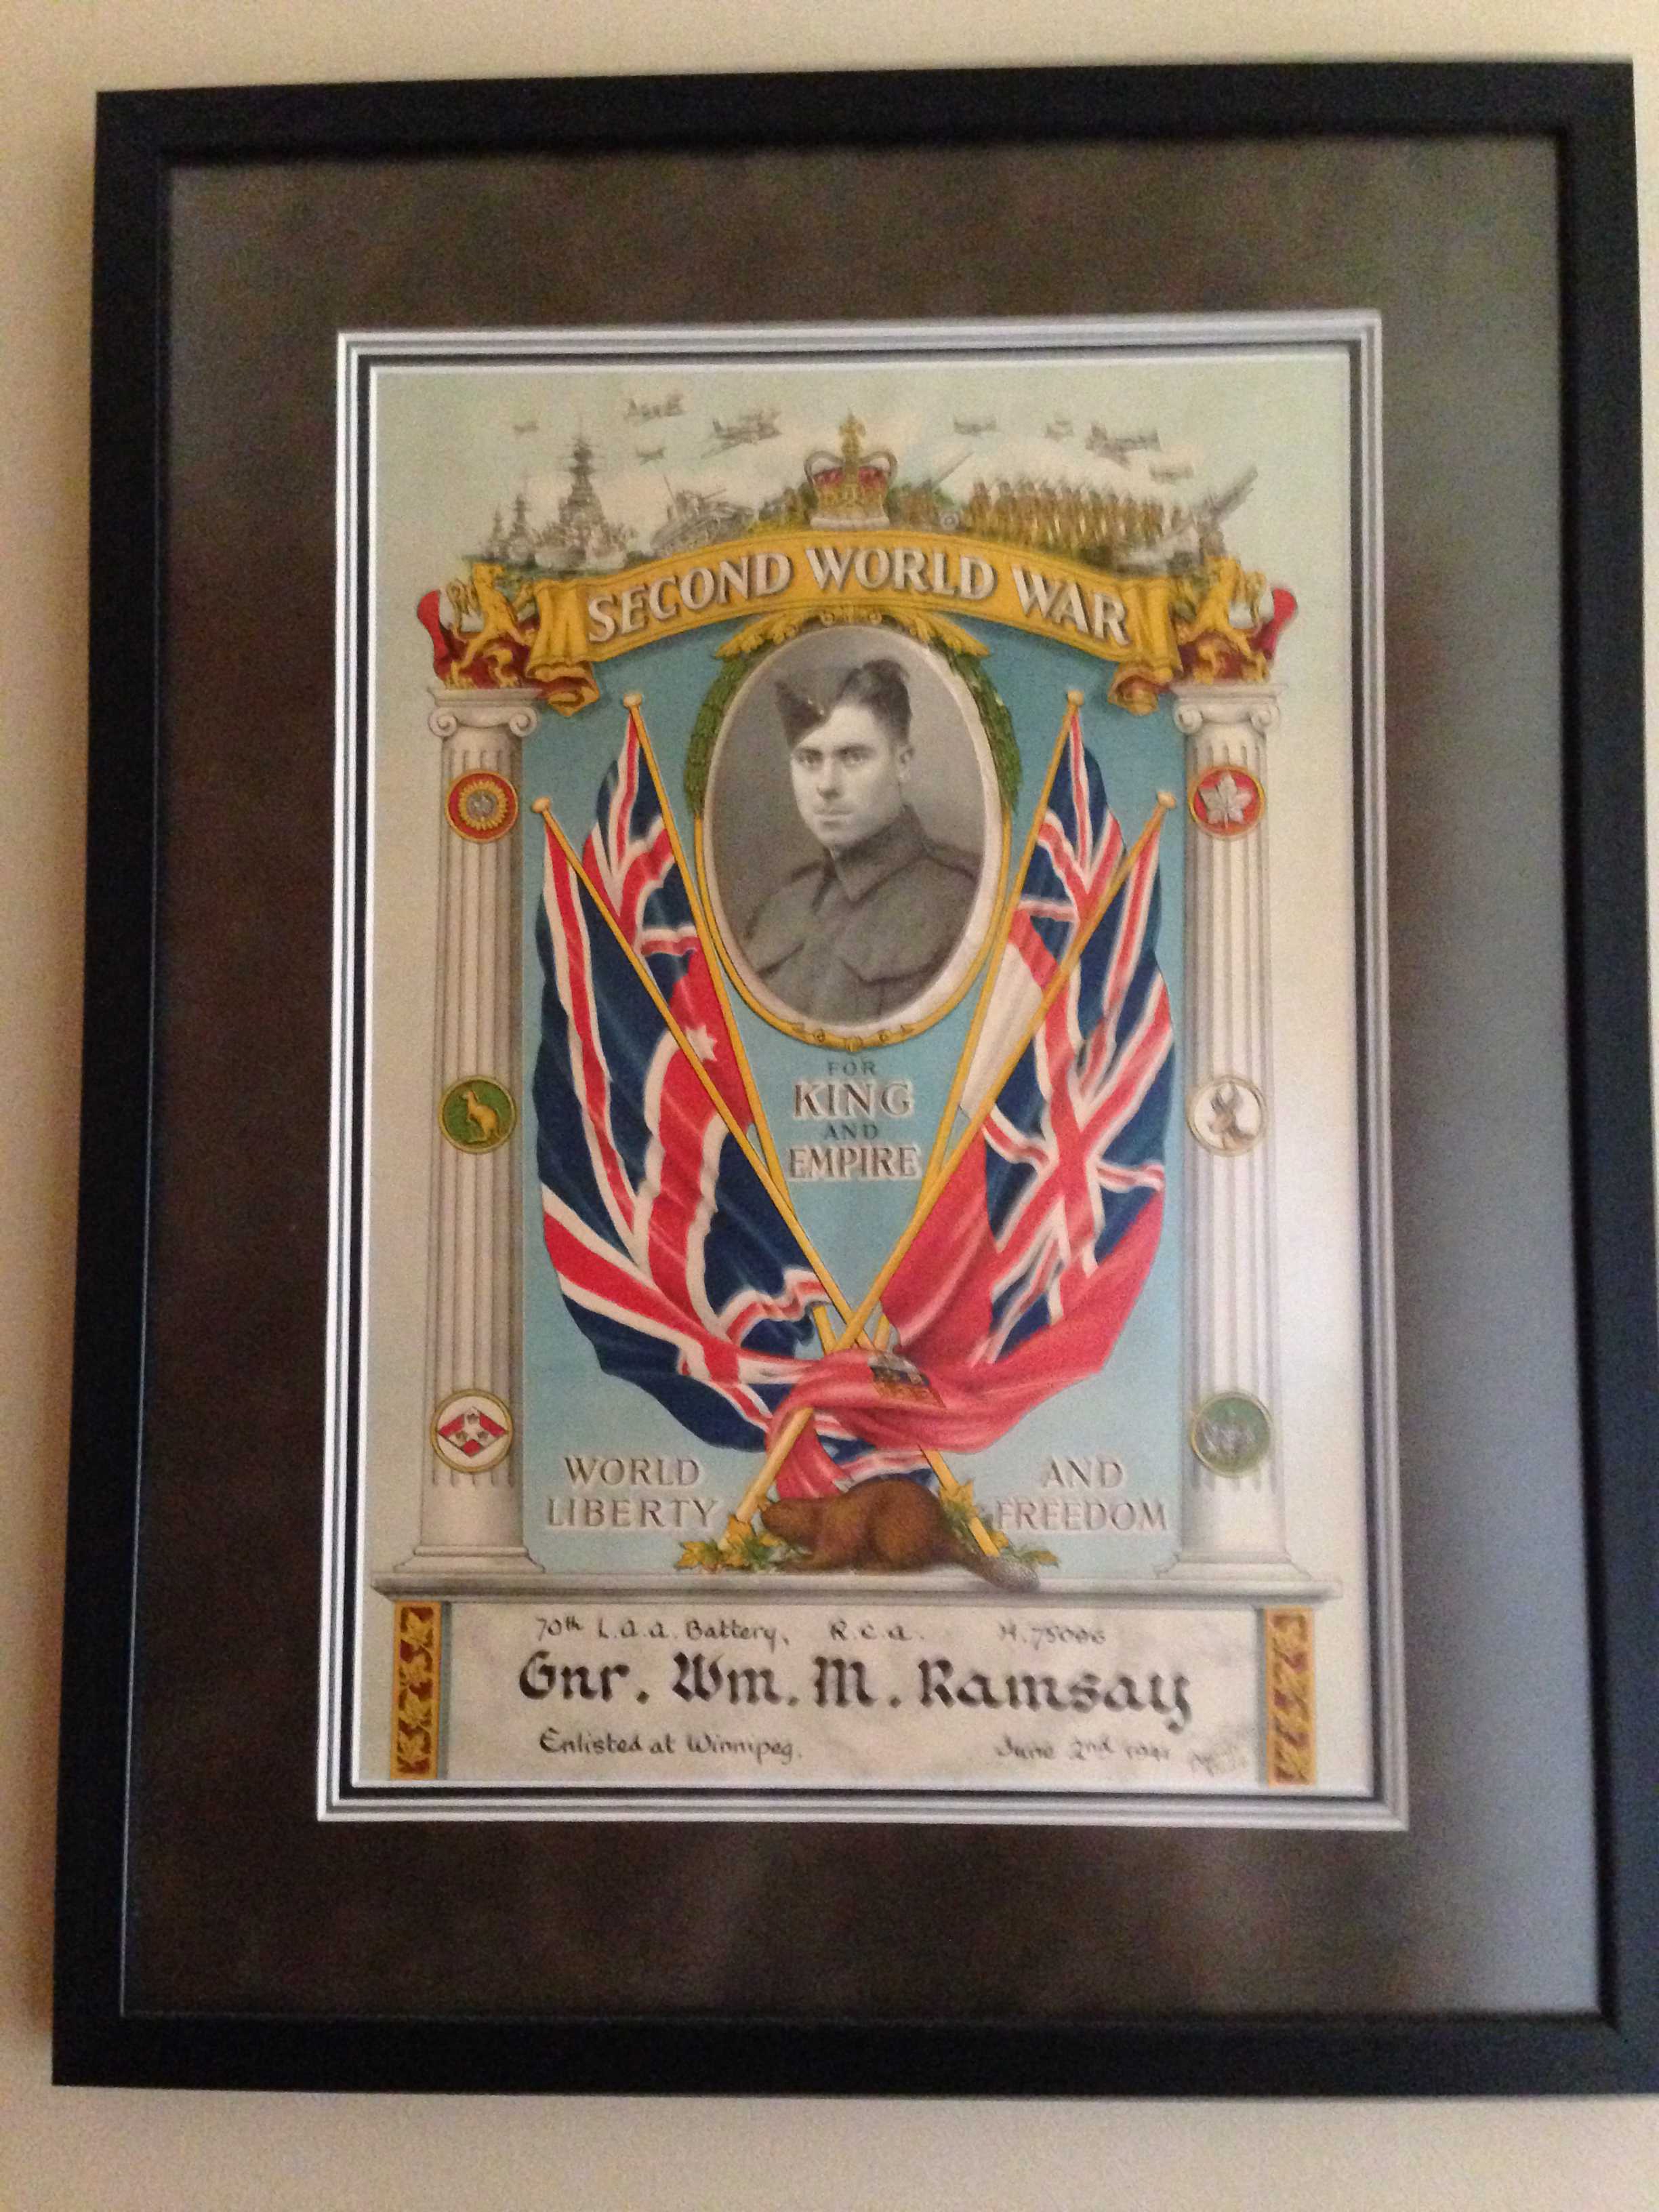 SECOND WORLD WAR
FOR
KING
AND
EMPIRE
WORLD
LIBERTY
AND
FREEDOM
70th L.A.A. Battery, R.C.A. H.75096
Gnr. Wm. M. Ramsay
Enlisted at Winnipeg, June 2nd 1941